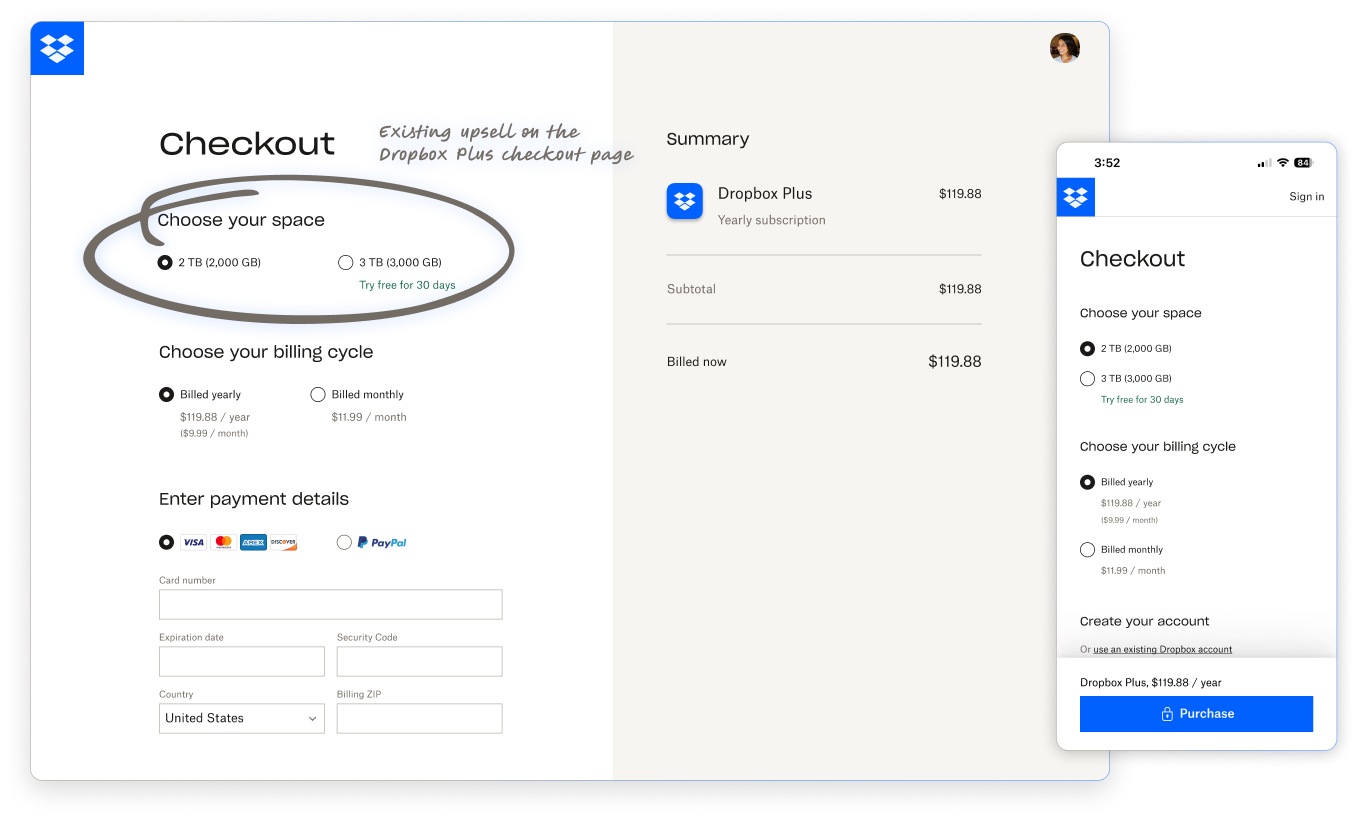 Checkout
Existing upsell on the
Dropbox Plus checkout page
Choose your space
2 TB (2,000 GB)
3 TB (3,000 GB)
Try free for 30 days
Choose your billing cycle
Billed yearly
$119.88 / year
($9.99 / month)
Billed monthly
$11.99 / month
Enter payment details
VISA
AMEX
DISCOVER
PayPal
Card number
Expiration date
Security Code
Country
Billing ZIP
United States
Summary
Dropbox Plus $119.88
Yearly subscription
Subtotal $119.88
Billed now $119.88
3:52 84
Sign in
Checkout
Choose your space
2 TB (2,000 GB)
3 TB (3,000 GB)
Try free for 30 days
Choose your billing cycle
Billed yearly
$119.88 / year
($9.99 / month)
Billed monthly
$11.99 / month
Create your account
Or use an existing Dropbox account
Dropbox Plus, $119.88 / year
Purchase